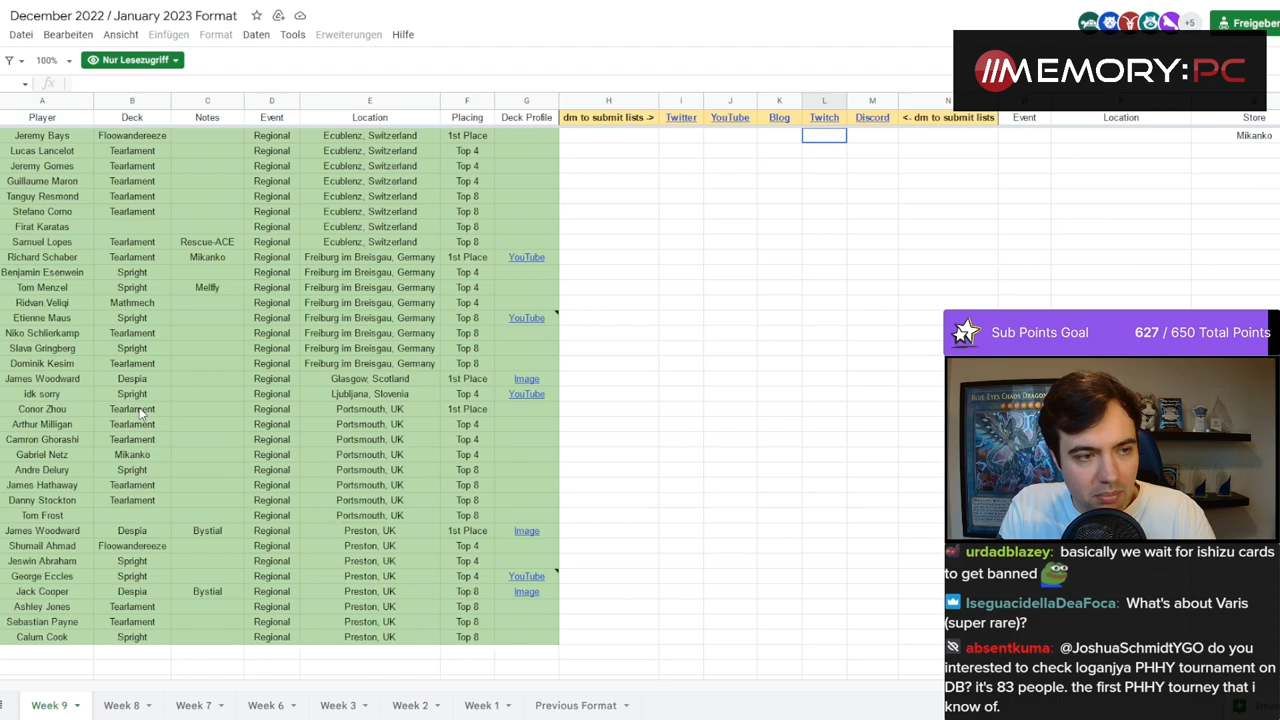 December 2022 / January 2023 Format
+5
Freigeben
Datei Bearbeiten Ansicht Einfügen Format Daten Tools Erweiterungen Hilfe
100% Nur Lesezugriff
fx
//MEMORY:PC
A B C D E F G H I J K L M N
Player Deck Notes Event Location Placing Deck Profile dm to submit lists -> Twitter YouTube Blog Twitch Discord <- dm to submit lists Event Location Store
Jeremy Bays Floowandereeze Regional Ecublenz, Switzerland 1st Place Mikanko
Lucas Lancelot Tearlament Regional Ecublenz, Switzerland Top 4
Jeremy Gomes Tearlament Regional Ecublenz, Switzerland Top 4
Guillaume Maron Tearlament Regional Ecublenz, Switzerland Top 4
Tanguy Resmond Tearlament Regional Ecublenz, Switzerland Top 8
Stefano Como Tearlament Regional Ecublenz, Switzerland Top 8
Firat Karatas Regional Ecublenz, Switzerland Top 8
Samuel Lopes Tearlament Rescue-ACE Regional Ecublenz, Switzerland Top 8
Richard Schaber Tearlament Mikanko Regional Freiburg im Breisgau, Germany 1st Place YouTube
Benjamin Esenwein Spright Regional Freiburg im Breisgau, Germany Top 4
Tom Menzel Spright Melffy Regional Freiburg im Breisgau, Germany Top 4
Ridvan Veliqi Mathmech Regional Freiburg im Breisgau, Germany Top 4
Etienne Maus Spright Regional Freiburg im Breisgau, Germany Top 8 YouTube
Niko Schlierkamp Tearlament Regional Freiburg im Breisgau, Germany Top 8
Slava Gringberg Spright Regional Freiburg im Breisgau, Germany Top 8
Dominik Kesim Tearlament Regional Freiburg im Breisgau, Germany Top 8
James Woodward Despia Regional Glasgow, Scotland 1st Place Image
idk sorry Spright Regional Ljubljana, Slovenia Top 4 YouTube
Conor Zhou Tearlament Regional Portsmouth, UK 1st Place
Arthur Milligan Tearlament Regional Portsmouth, UK Top 4
Camron Ghorashi Tearlament Regional Portsmouth, UK Top 4
Gabriel Netz Mikanko Regional Portsmouth, UK Top 4
Andre Delury Spright Regional Portsmouth, UK Top 8
James Hathaway Tearlament Regional Portsmouth, UK Top 8
Danny Stockton Tearlament Regional Portsmouth, UK Top 8
Tom Frost Regional Portsmouth, UK Top 8
James Woodward Despia Bystial Regional Preston, UK 1st Place Image
Shumail Ahmad Floowandereeze Regional Preston, UK Top 4
Jeswin Abraham Spright Regional Preston, UK Top 4
George Eccles Spright Regional Preston, UK Top 4 YouTube
Jack Cooper Despia Bystial Regional Preston, UK Top 8 Image
Ashley Jones Tearlament Regional Preston, UK Top 8
Sebastian Payne Tearlament Regional Preston, UK Top 8
Calum Cook Spright Regional Preston, UK Top 8
Week 9 Week 8 Week 7 Week 6 Week 3 Week 2 Week 1 Previous Format
Sub Points Goal 627 / 650 Total Points
BLUE-EYES CHAOS DRAGON
urdadblazey: basically we wait for ishizu cards
to get banned
IseguacidellaDeaFoca: What's about Varis
(super rare)?
absentkuma: @JoshuaSchmidtYGO do you
interested to check loganjya PHHY tournament on
DB? it's 83 people. the first PHHY tourney that i
know of.